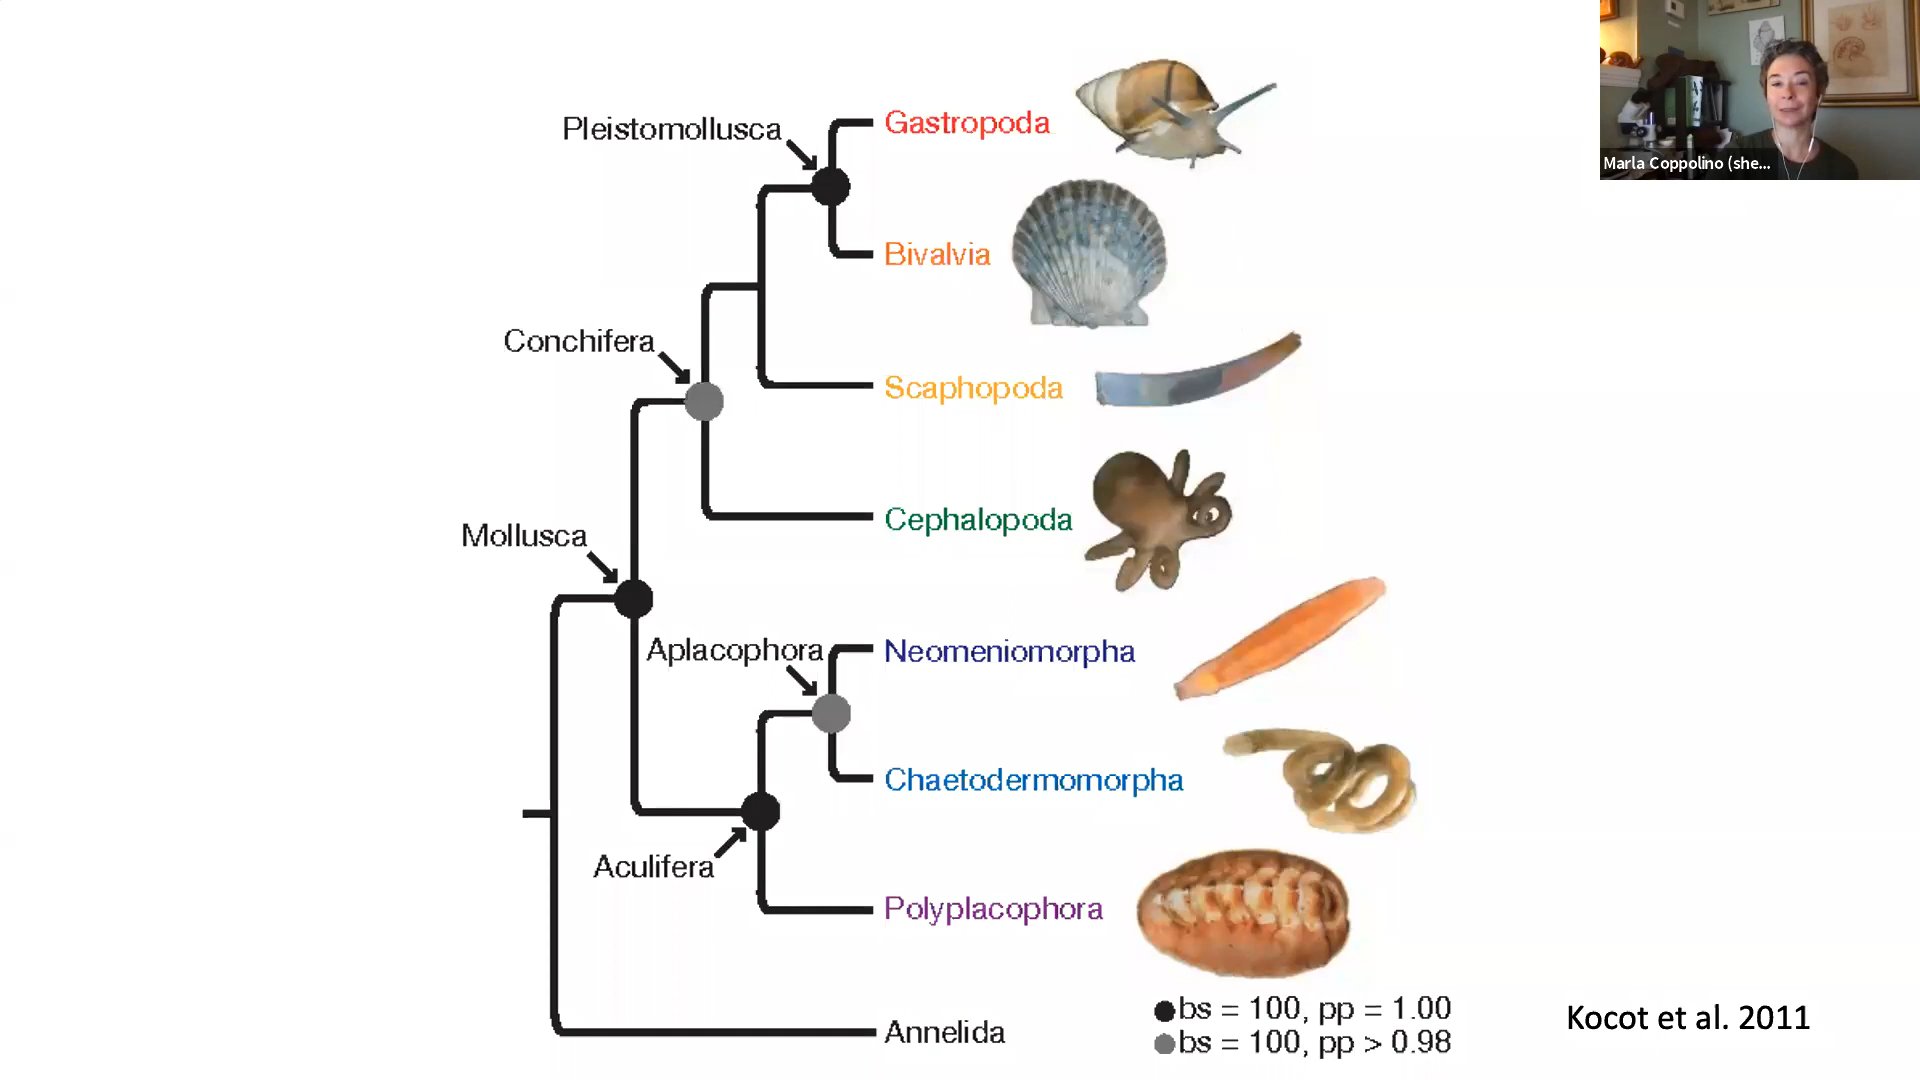 Marla Coppolino (she...
Pleistomollusca
Gastropoda
Bivalvia
Conchifera
Scaphopoda
Cephalopoda
Mollusca
Aplacophora
Neomeniomorpha
Chaetodermomorpha
Aculifera
Polyplacophora
Annelida
bs = 100, pp = 1.00
bs = 100, pp > 0.98
Kocot et al. 2011